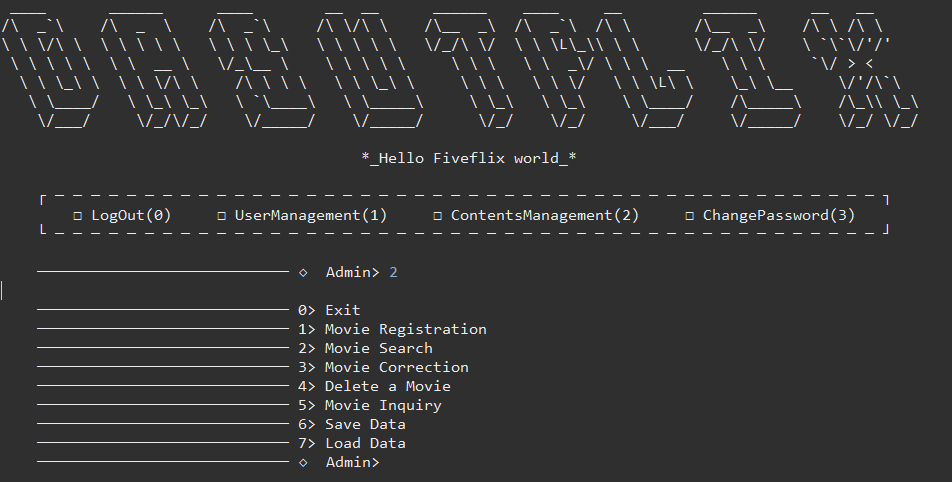 DASUTFLIX
*_Hello Fiveflix world_*
□ LogOut(0) □ UserManagement(1) □ ContentsManagement(2) □ ChangePassword(3)
◇ Admin> 2
0> Exit
1> Movie Registration
2> Movie Search
3> Movie Correction
4> Delete a Movie
5> Movie Inquiry
6> Save Data
7> Load Data
◇ Admin>